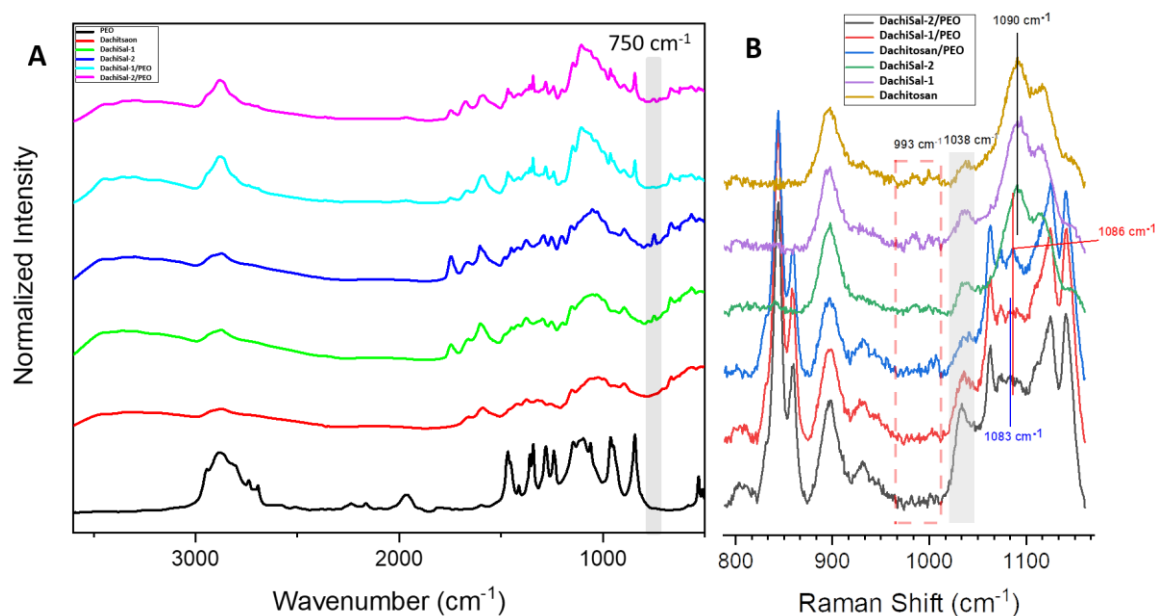 A
PEO
Dachitsaon
DachiSal-1
DachiSal-2
DachiSal-1/PEO
DachiSal-2/PEO
750 cm-1
Normalized Intensity
3000
2000
1000
Wavenumber (cm-1)
B
DachiSal-2/PEO
DachiSal-1/PEO
Dachitosan/PEO
DachiSal-2
DachiSal-1
Dachitosan
1090 cm-1
993 cm-1
1038 cm-1
1086 cm-1
1083 cm-1
800
900
1000
1100
Raman Shift (cm-1)